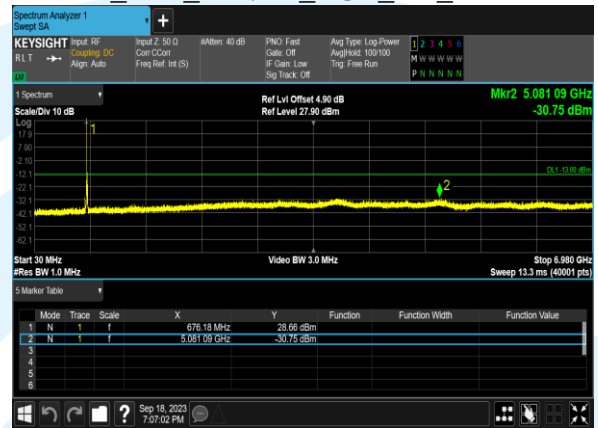 Spectrum Analyzer 1
Swept SA
+
KEYSIGHT Input: RF Input Z: 50 Ω #Atten: 40 dB PNO: Fast Avg Type: Log-Power 1 2 3 4 5 6
RLT Coupling: DC Corr CCorr Gate: Off Avg|Hold: 100/100 M W W W W W
Align: Auto Freq Ref: Int (S) IF Gain: Low Trig: Free Run
Sig Track: Off P N N N N N
1 Spectrum Mkr2 5.081 09 GHz
Scale/Div 10 dB Ref Lvl Offset 4.90 dB -30.75 dBm
Log Ref Level 27.90 dBm
1
17.9
7.90
-2.10
-12.1 DL1 -13.00 dBm
-22.1 2
-32.1
-42.1
-52.1
-62.1
Start 30 MHz Video BW 3.0 MHz Stop 6.980 GHz
#Res BW 1.0 MHz Sweep 13.3 ms (40001 pts)
5 Marker Table
Mode Trace Scale X Y Function Function Width Function Value
1 N 1 f 676.18 MHz 28.66 dBm
2 N 1 f 5.081 09 GHz -30.75 dBm
3
4
5
6
? Sep 18, 2023
7:07:02 PM